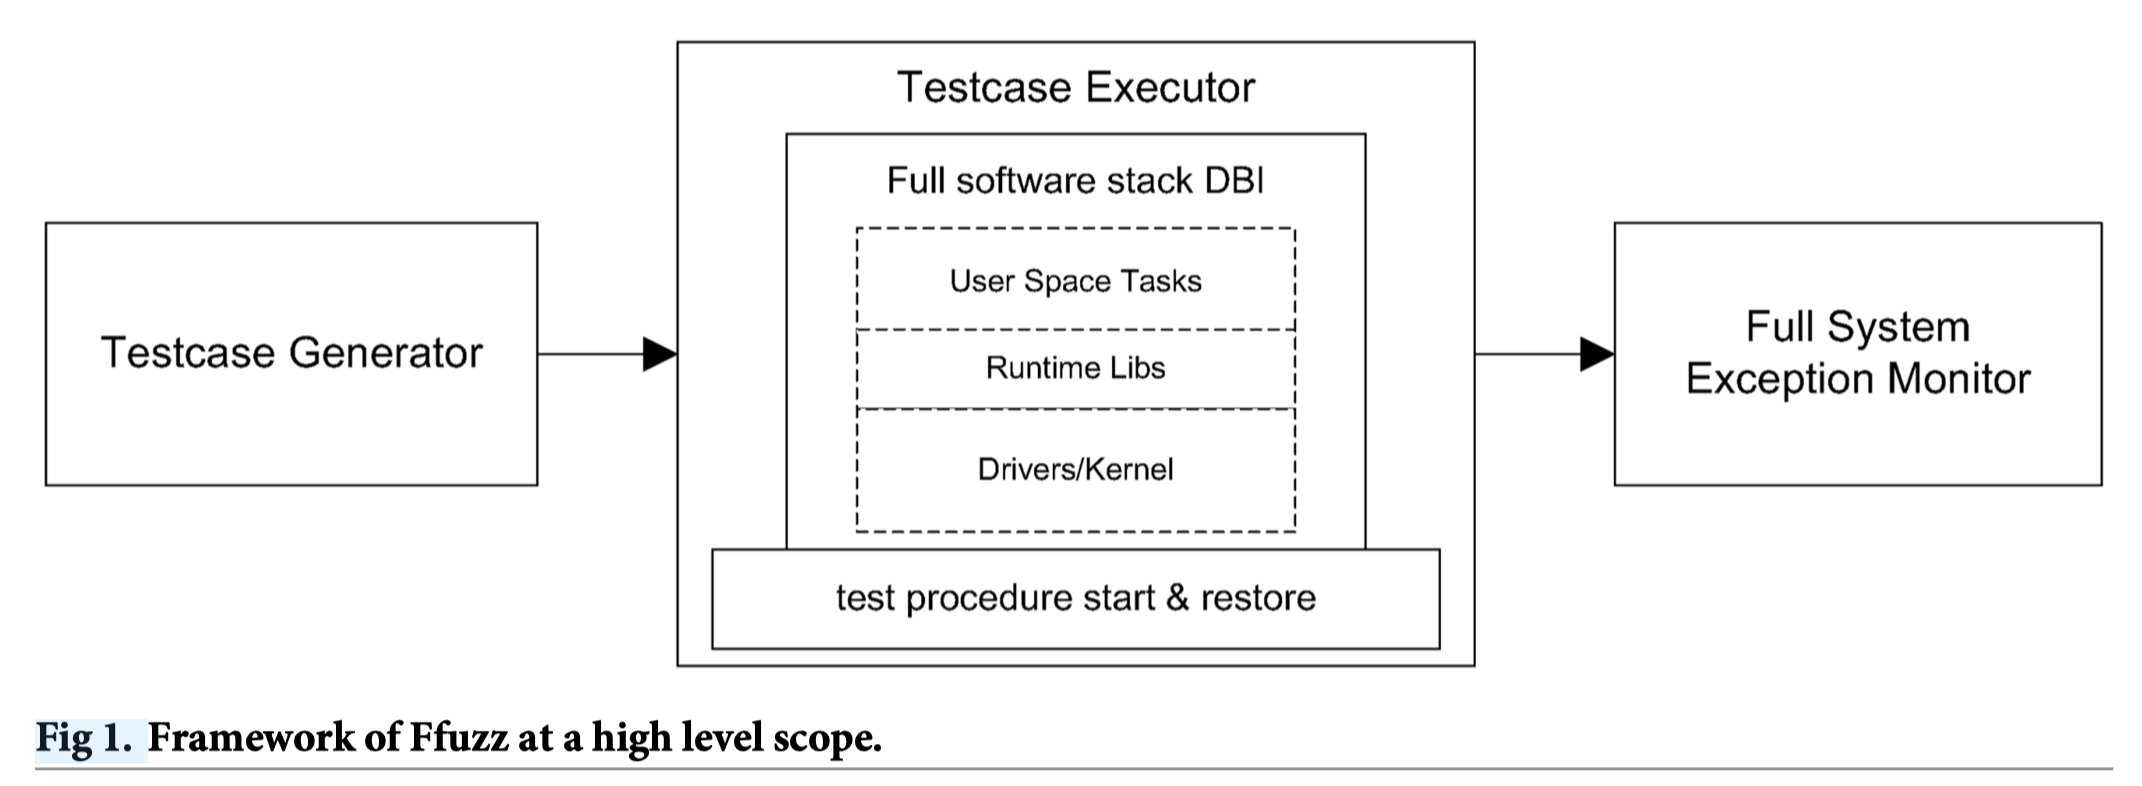 Testcase Executor
Full software stack DBI
User Space Tasks
Testcase Generator
Runtime Libs
Full System
Exception Monitor
Drivers/Kernel
test procedure start & restore
Fig 1. Framework of Ffuzz at a high level scope.